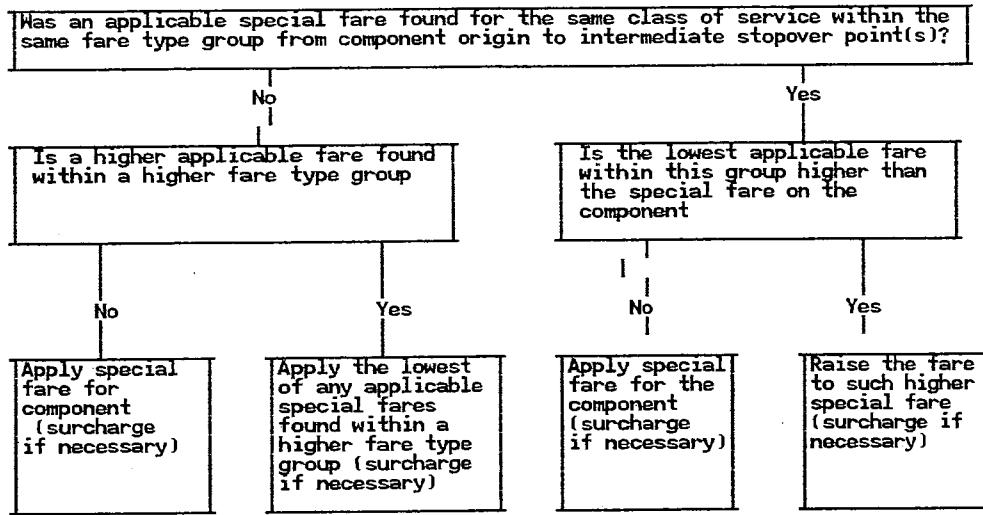 Was an applicable special fare found for the same class of service within the
same fare type group from component origin to intermediate stopover point(s)?
No
Yes
Is a higher applicable fare found
within a higher fare type group
Is the lowest applicable fare
within this group higher than
the special fare on the
component
No
Yes
No
Yes
Apply special
fare for
component
(surcharge
if necessary)
Apply the lowest
of any applicable
special fares
found within a
higher fare type
group (surcharge
if necessary)
Apply special
fare for the
component
(surcharge
if necessary)
Raise the fare
to such higher
special fare
(surcharge if
necessary)